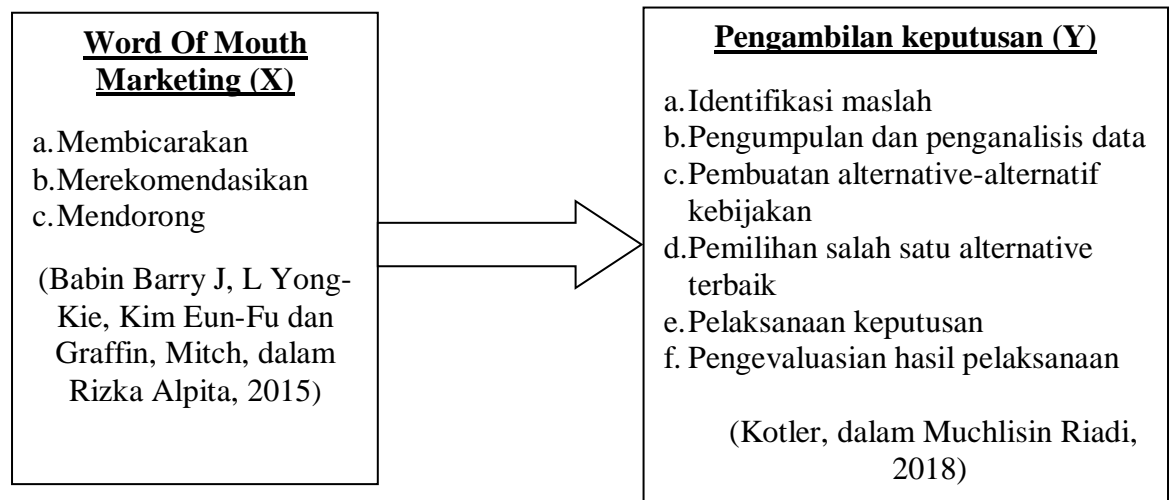 Word Of Mouth
Marketing (X)
a.Membicarakan
b.Merekomendasikan
c.Mendorong
(Babin Barry J, L Yong-
Kie, Kim Eun-Fu dan
Graffin, Mitch, dalam
Rizka Alpita, 2015)
Pengambilan keputusan (Y)
a.Identifikasi maslah
b.Pengumpulan dan penganalisis data
c.Pembuatan alternative-alternatif
kebijakan
d.Pemilihan salah satu alternative
terbaik
e.Pelaksanaan keputusan
f. Pengevaluasian hasil pelaksanaan
(Kotler, dalam Muchlisin Riadi,
2018)